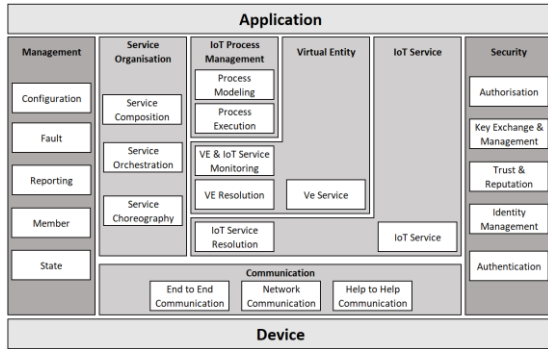 Application
Management
Configuration
Fault
Reporting
Member
State
Service
Organisation
Service
Composition
Service
Orchestration
Service
Choreography
IoT Process
Management
Process
Modeling
Process
Execution
VE & IoT Service
Monitoring
VE Resolution
IoT Service
Resolution
Virtual Entity
Ve Service
IoT Service
IoT Service
Communication
End to End
Communication
Network
Communication
Help to Help
Communication
Security
Authorisation
Key Exchange &
Management
Trust &
Reputation
Identity
Management
Authentication
Device